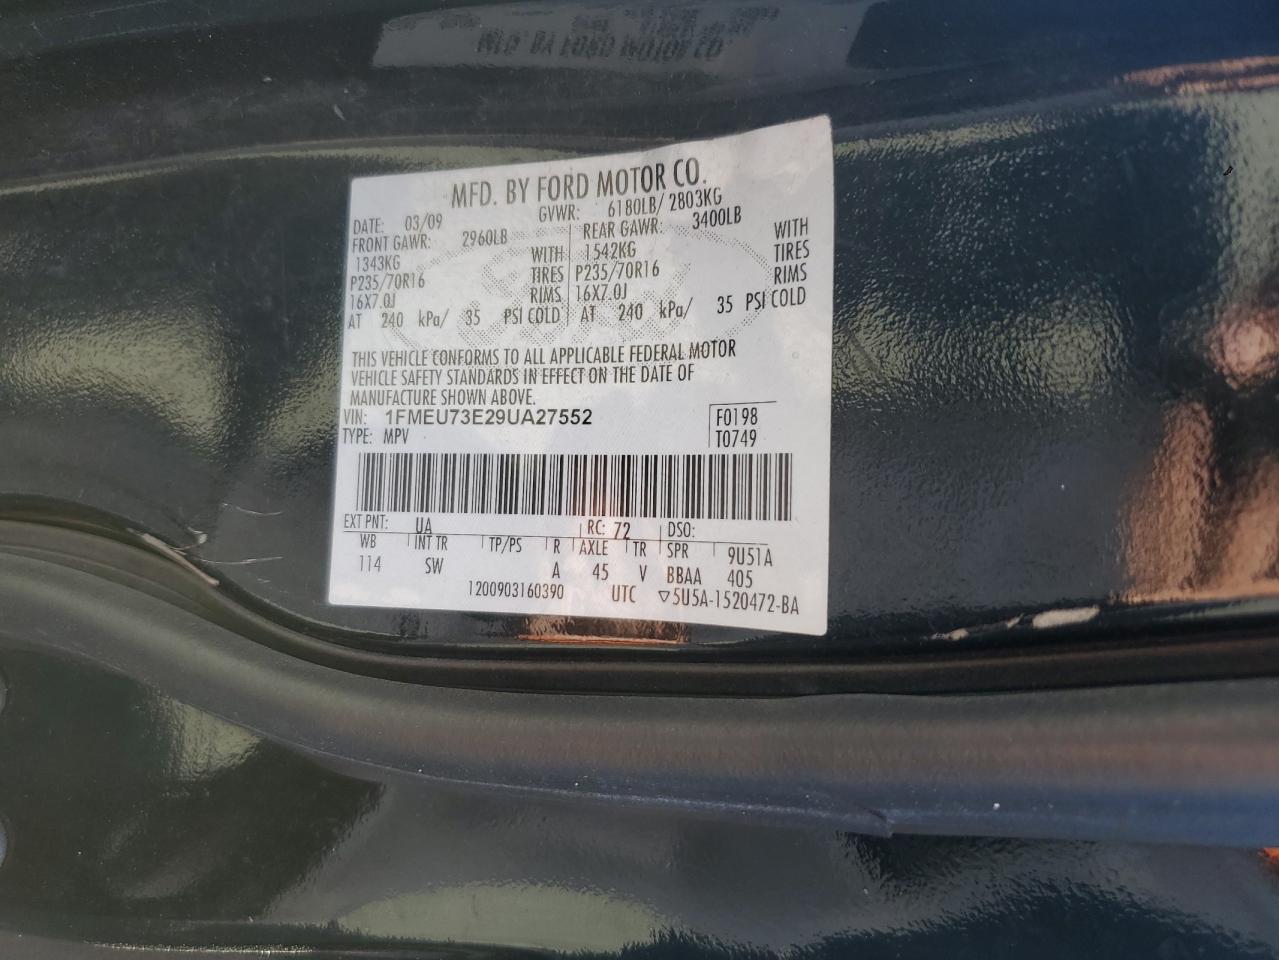 MFD. BY FORD MOTOR CO.
DATE: 03/09 GVWR: 6180LB/ 2803KG
FRONT GAWR: 2960LB REAR GAWR: 3400LB
1343KG WITH 1542KG WITH
P235/70R16 TIRES P235/70R16 TIRES
16X7.0J RIMS 16X7.0J RIMS
AT 240 kPa/ 35 PSI COLD AT 240 kPa/ 35 PSI COLD
THIS VEHICLE CONFORMS TO ALL APPLICABLE FEDERAL MOTOR
VEHICLE SAFETY STANDARDS IN EFFECT ON THE DATE OF
MANUFACTURE SHOWN ABOVE.
VIN: 1FMEU73E29UA27552 F0198
TYPE: MPV T0749
EXT PNT: UA RC: 72 DSO:
WB INT TR TP/PS R AXLE TR SPR 9U51A
114 SW A 45 V BBAA 405
1200903160390 UTC ▽5U5A-1520472-BA